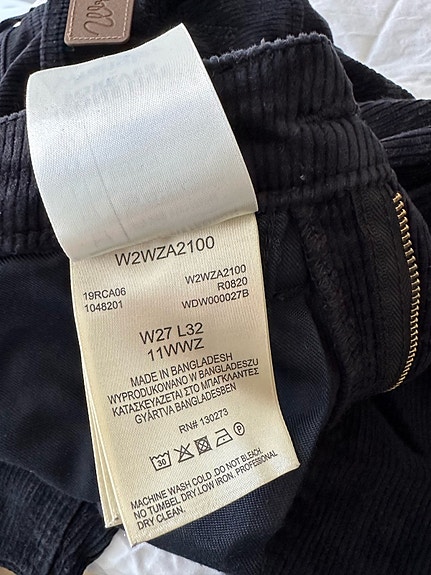 W2WZA2100
19RCA06 W2WZA2100
1048201 R0820
WDW000027B
W27 L32
11WWZ
MADE IN BANGLADESH
WYPRODUKOWANO W BANGLADESZU
ΚΑΤΑΣΚΕΥΑΖΕΤΑΙ ΣΤΟ ΜΠΑΓΚΛΑΝΤΕΣ
GYÁRTVA BANGLADESBEN
RN# 130273
30 P
MACHINE WASH COLD .DO NOT BLEACH.
NO TUMBEL DRY.LOW IRON. PROFESSIONAL
DRY CLEAN.